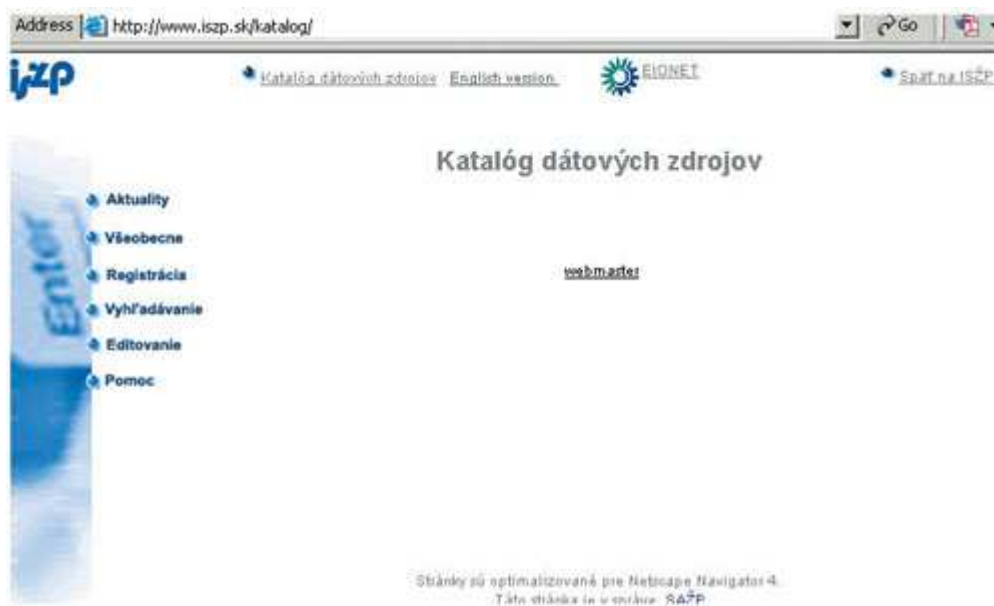 Address http://www.iszp.sk/katalog/ Go
iszp Katalóg dátových zdrojov English version EIONET Späť na ISŽP
Katalóg dátových zdrojov
Aktuality
Všeobecne
webmaster
Registrácia
Vyhľadávanie
Editovanie
Pomoc
Enter
Stránky sú optimalizované pre Netscape Navigator 4.
Táto stránka je v správe SAŽP